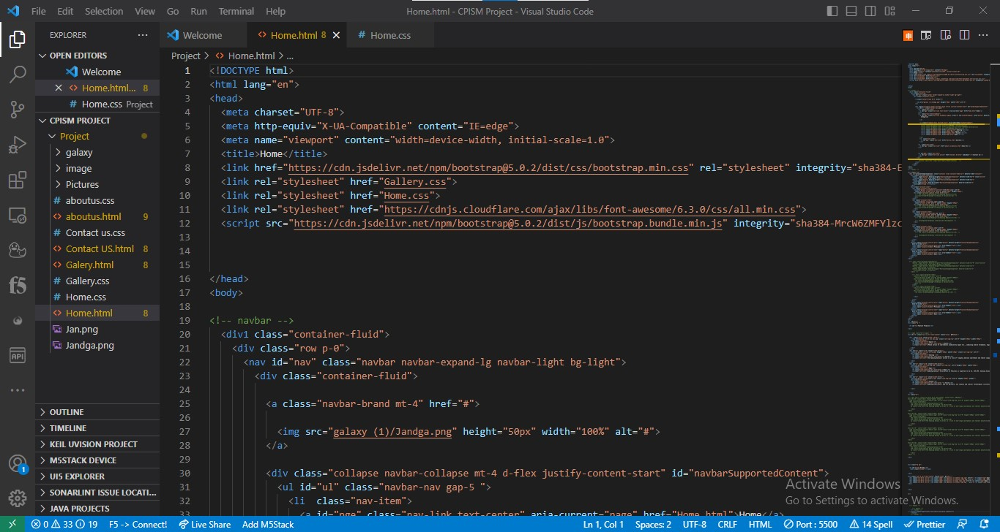 File Edit Selection View Go Run Terminal Help
Home.html - CPISM Project - Visual Studio Code
EXPLORER
OPEN EDITORS
Welcome
Home.html... 8
Home.css Project
CPISM PROJECT
Project
galaxy
image
Pictures
aboutus.css
aboutus.html 9
Contact us.css
Contact US.html 8
Galery.html 8
Gallery.css
Home.css
Home.html 8
Jan.png
Jandga.png
OUTLINE
TIMELINE
KEIL UVISION PROJECT
M5STACK DEVICE
UI5 EXPLORER
SONARLINT ISSUE LOCATI...
JAVA PROJECTS
f5
API
1
Welcome Home.html 8 Home.css
Project > Home.html > ...
1 <!DOCTYPE html>
2 <html lang="en">
3 <head>
4 <meta charset="UTF-8">
5 <meta http-equiv="X-UA-Compatible" content="IE=edge">
6 <meta name="viewport" content="width=device-width, initial-scale=1.0">
7 <title>Home</title>
8 <link href="https://cdn.jsdelivr.net/npm/bootstrap@5.0.2/dist/css/bootstrap.min.css" rel="stylesheet" integrity="sha384-E
9 <link rel="stylesheet" href="Gallery.css">
10 <link rel="stylesheet" href="Home.css">
11 <link rel="stylesheet" href="https://cdnjs.cloudflare.com/ajax/libs/font-awesome/6.3.0/css/all.min.css">
12 <script src="https://cdn.jsdelivr.net/npm/bootstrap@5.0.2/dist/js/bootstrap.bundle.min.js" integrity="sha384-MrcW6ZMFYlzc
13
14
15
16 </head>
17 <body>
18
19 <!-- navbar -->
20 <div1 class="container-fluid">
21 <div class="row p-0">
22 <nav id="nav" class="navbar navbar-expand-lg navbar-light bg-light">
23 <div class="container-fluid">
24
25 <a class="navbar-brand mt-4" href="#">
26
27 <img src="galaxy (1)/Jandga.png" height="50px" width="100%" alt="#">
28 </a>
29
30 <div class="collapse navbar-collapse mt-4 d-flex justify-content-start" id="navbarSupportedContent">
31 <ul id="ul" class="navbar-nav gap-5 ">
32 <li  class="nav-item">
<a id="nge" class="nav-link text-center" aria-current="page" href="Home.html">Home</a>
Activate Windows
Go to Settings to activate Windows.
0 33 19 F5 -> Connect! Live Share Add M5Stack Ln 1, Col 1 Spaces: 2 UTF-8 CRLF HTML Port : 5500 14 Spell Prettier